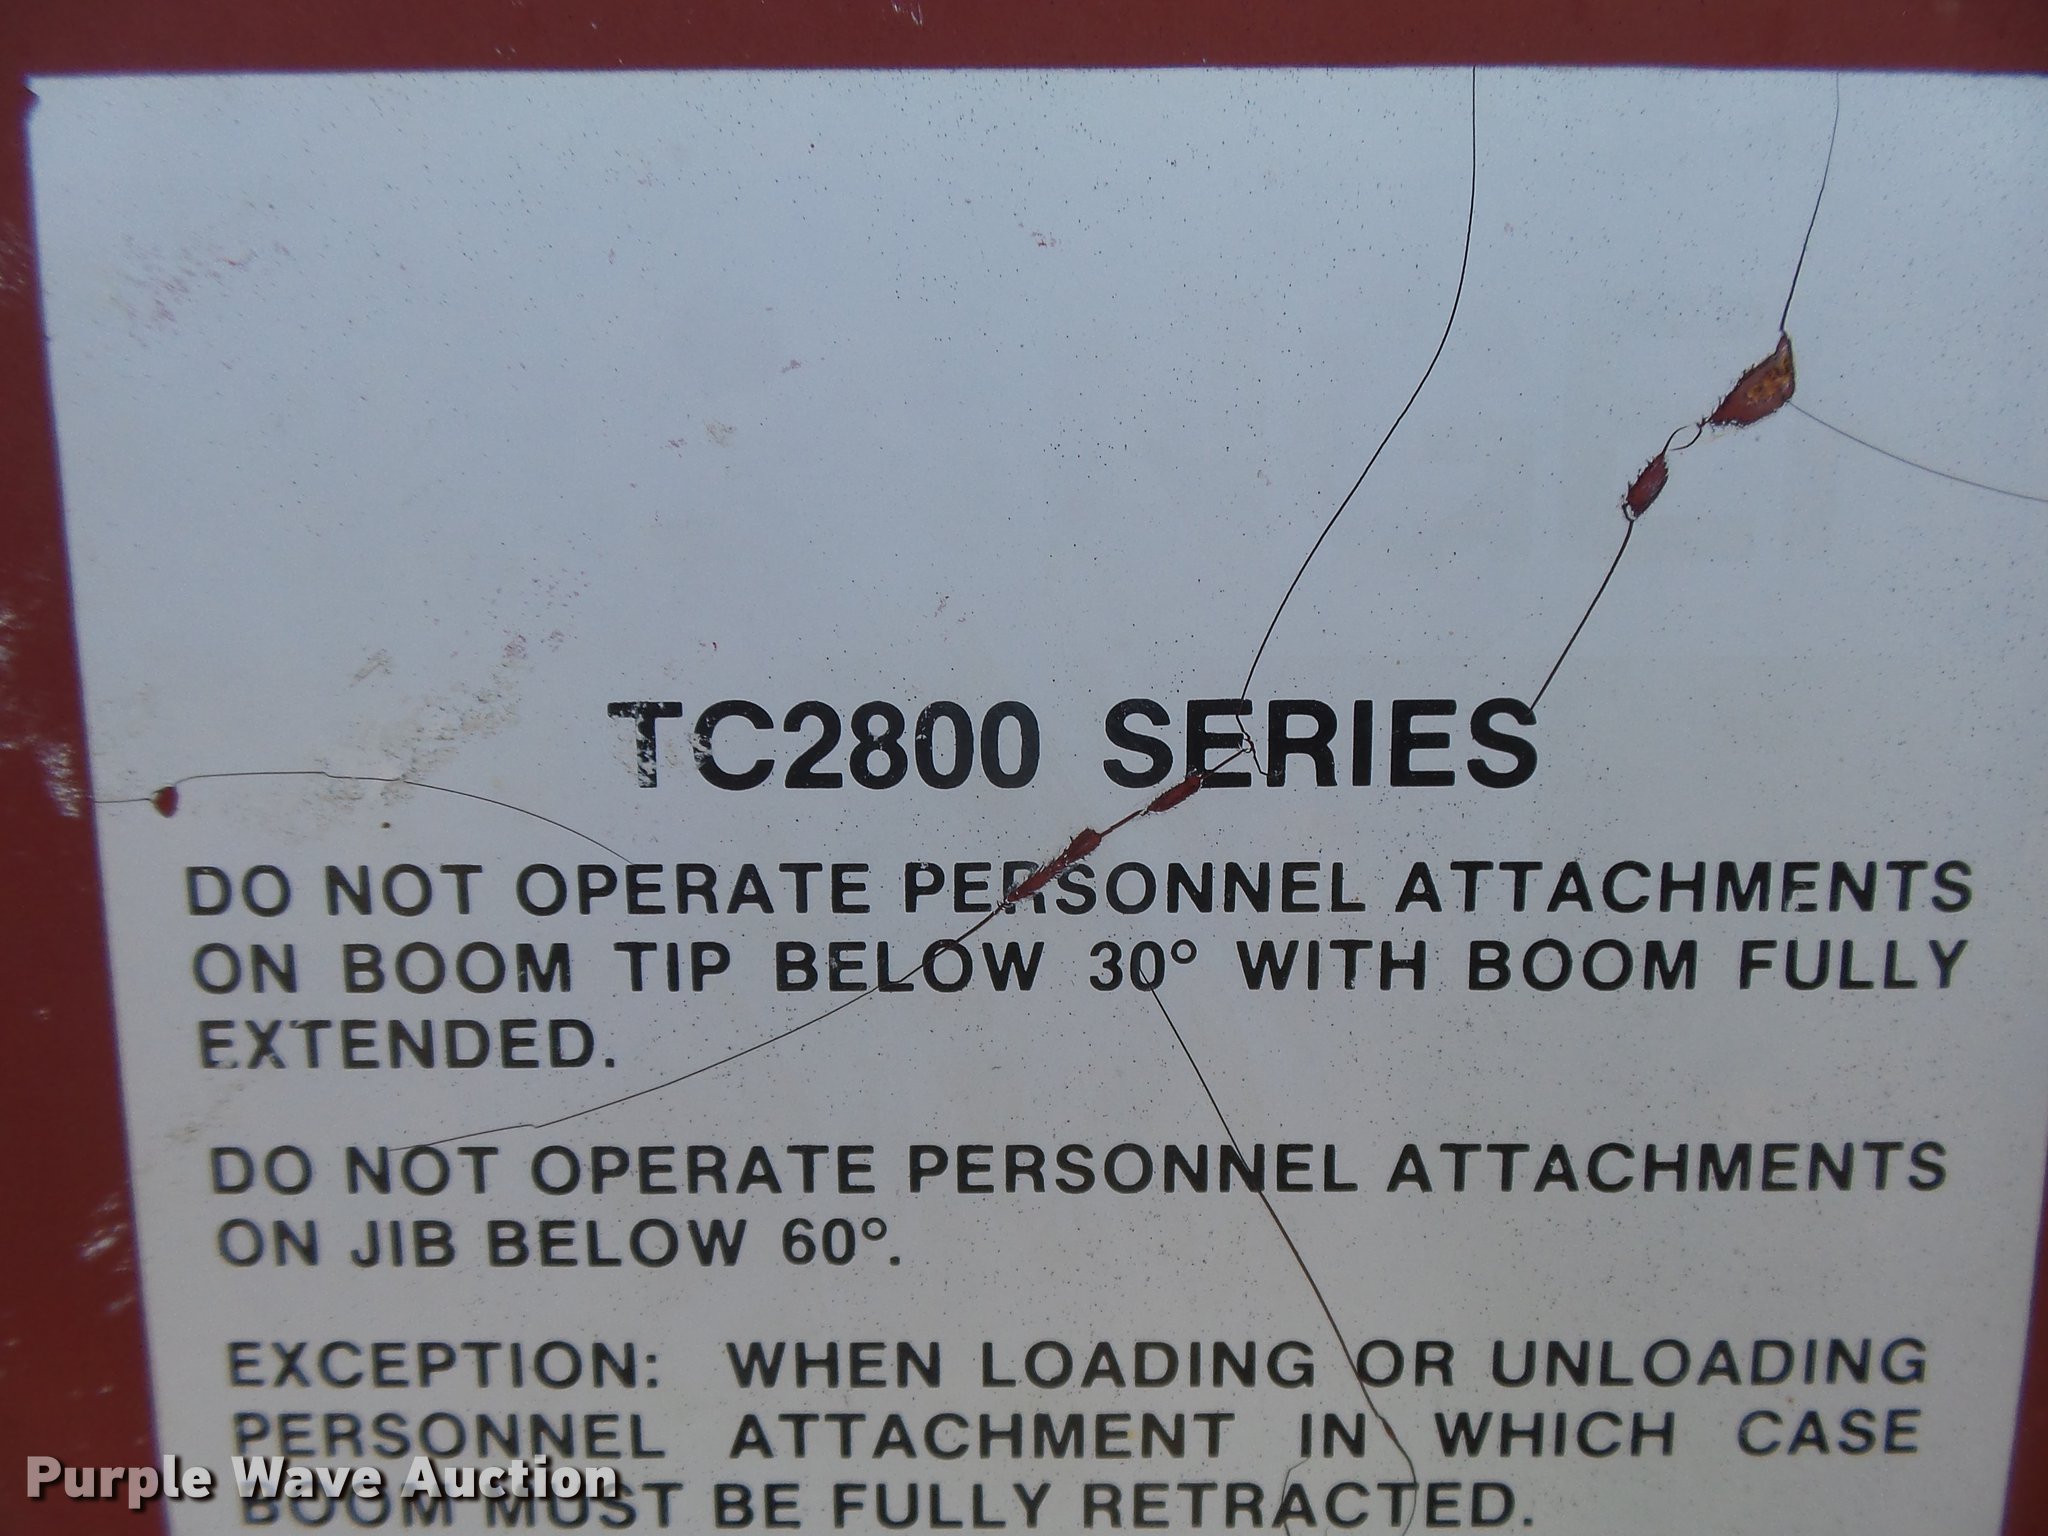 TC2800 SERIES
DO NOT OPERATE PERSONNEL ATTACHMENTS
ON BOOM TIP BELOW 30° WITH BOOM FULLY
EXTENDED.
DO NOT OPERATE PERSONNEL ATTACHMENTS
ON JIB BELOW 60°.
EXCEPTION: WHEN LOADING OR UNLOADING
PERSONNEL ATTACHMENT IN WHICH CASE
BOOM MUST BE FULLY RETRACTED.
Purple Wave Auction